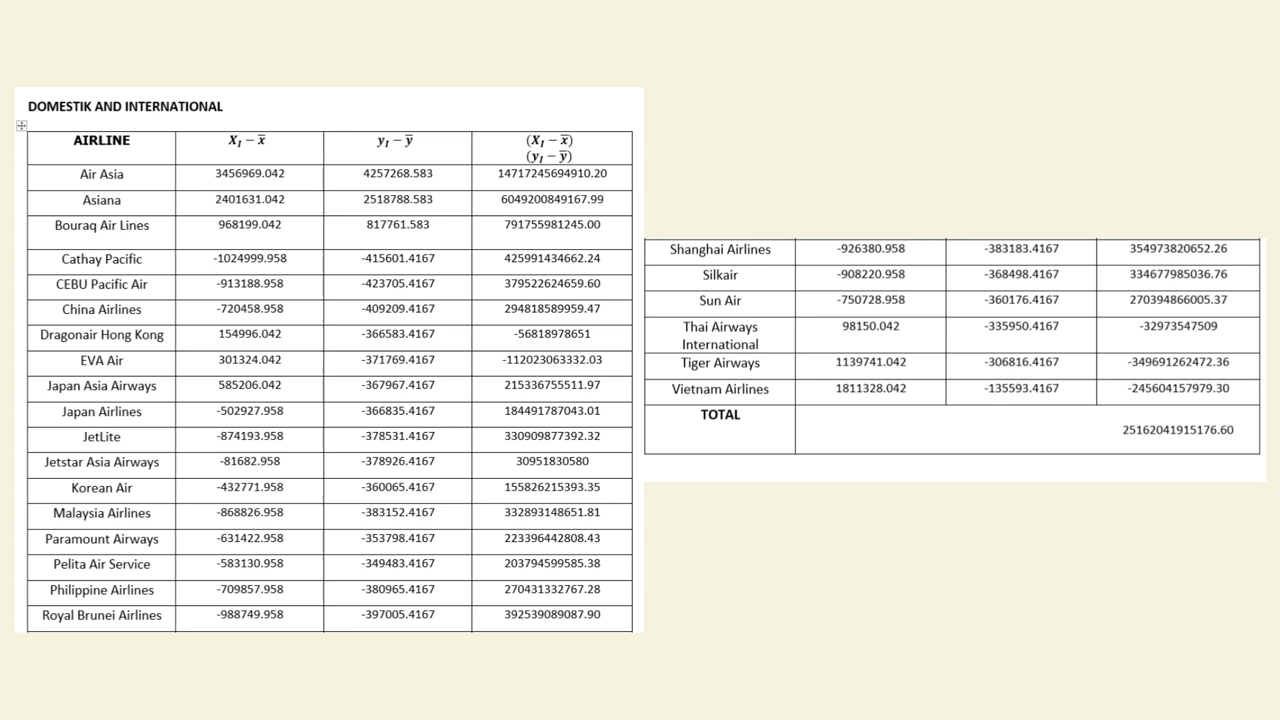 DOMESTIK AND INTERNATIONAL
AIRLINE X_I − x̅ y_I − y̅ (X_I − x̅)
(y_I − y̅)
Air Asia 3456969.042 4257268.583 14717245694910.20
Asiana 2401631.042 2518788.583 6049200849167.99
Bouraq Air Lines 968199.042 817761.583 791755981245.00
Cathay Pacific -1024999.958 -415601.4167 425991434662.24
CEBU Pacific Air -913188.958 -423705.4167 379522624659.60
China Airlines -720458.958 -409209.4167 294818589959.47
Dragonair Hong Kong 154996.042 -366583.4167 -56818978651
EVA Air 301324.042 -371769.4167 -112023063332.03
Japan Asia Airways 585206.042 -367967.4167 215336755511.97
Japan Airlines -502927.958 -366835.4167 184491787043.01
JetLite -874193.958 -378531.4167 330909877392.32
Jetstar Asia Airways -81682.958 -378926.4167 30951830580
Korean Air -432771.958 -360065.4167 155826215393.35
Malaysia Airlines -868826.958 -383152.4167 332893148651.81
Paramount Airways -631422.958 -353798.4167 223396442808.43
Pelita Air Service -583130.958 -349483.4167 203794599585.38
Philippine Airlines -709857.958 -380965.4167 270431332767.28
Royal Brunei Airlines -988749.958 -397005.4167 392539089087.90
Shanghai Airlines -926380.958 -383183.4167 354973820652.26
Silkair -908220.958 -368498.4167 334677985036.76
Sun Air -750728.958 -360176.4167 270394866005.37
Thai Airways 98150.042 -335950.4167 -32973547509
International
Tiger Airways 1139741.042 -306816.4167 -349691262472.36
Vietnam Airlines 1811328.042 -135593.4167 -245604157979.30
TOTAL
25162041915176.60